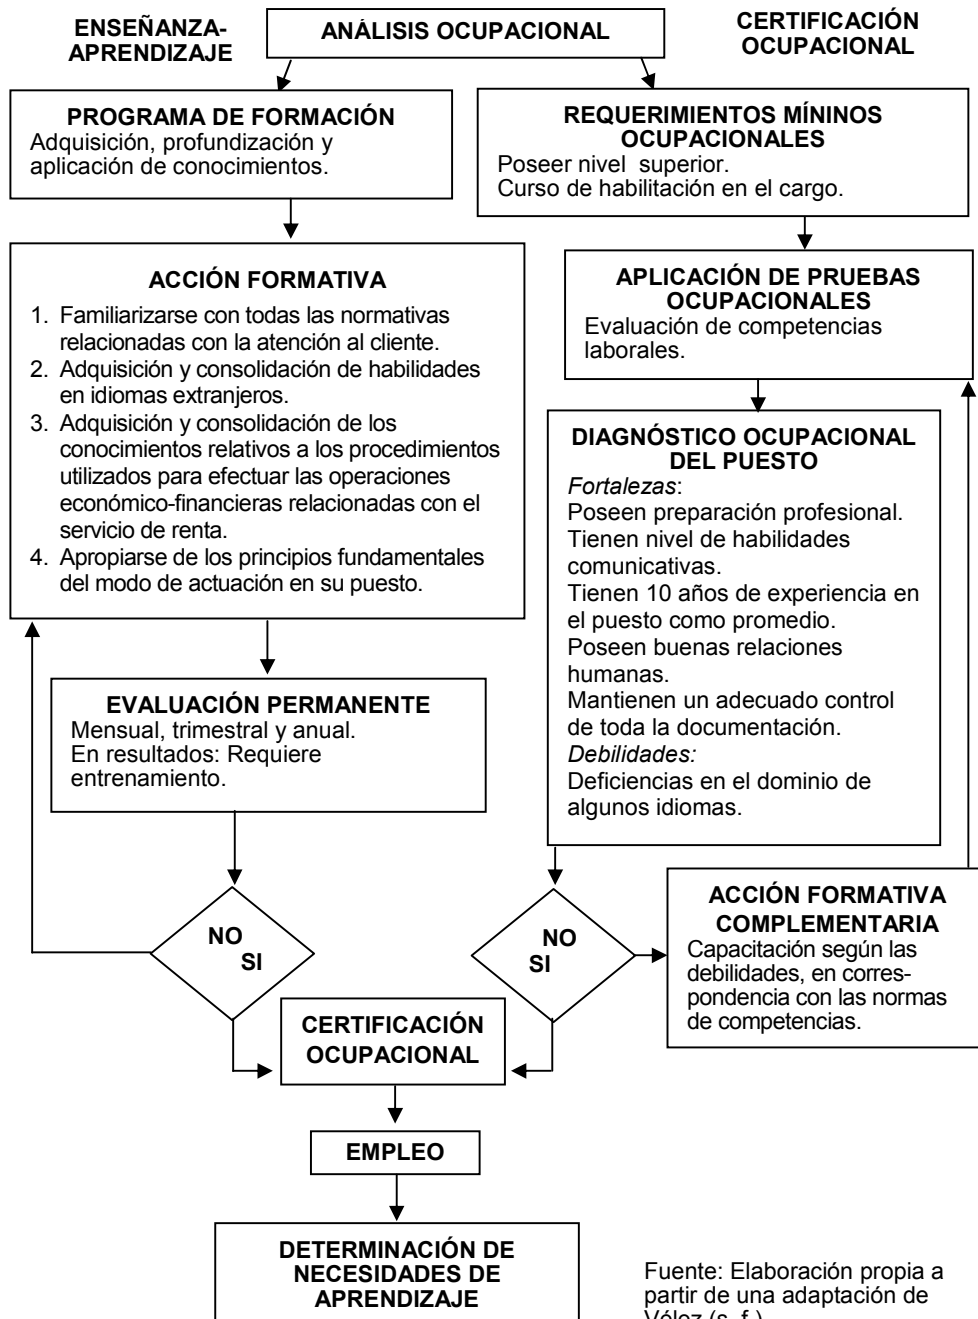 ENSEÑANZA-
APRENDIZAJE
ANÁLISIS OCUPACIONAL
CERTIFICACIÓN
OCUPACIONAL
PROGRAMA DE FORMACIÓN
Adquisición, profundización y
aplicación de conocimientos.
REQUERIMIENTOS MÍNINOS
OCUPACIONALES
Poseer nivel superior.
Curso de habilitación en el cargo.
ACCIÓN FORMATIVA
1. Familiarizarse con todas las normativas
relacionadas con la atención al cliente.
2. Adquisición y consolidación de habilidades
en idiomas extranjeros.
3. Adquisición y consolidación de los
conocimientos relativos a los procedimientos
utilizados para efectuar las operaciones
económico-financieras relacionadas con el
servicio de renta.
4. Apropiarse de los principios fundamentales
del modo de actuación en su puesto.
APLICACIÓN DE PRUEBAS
OCUPACIONALES
Evaluación de competencias
laborales.
DIAGNÓSTICO OCUPACIONAL
DEL PUESTO
Fortalezas:
Poseen preparación profesional.
Tienen nivel de habilidades
comunicativas.
Tienen 10 años de experiencia en
el puesto como promedio.
Poseen buenas relaciones
humanas.
Mantienen un adecuado control
de toda la documentación.
Debilidades:
Deficiencias en el dominio de
algunos idiomas.
EVALUACIÓN PERMANENTE
Mensual, trimestral y anual.
En resultados: Requiere
entrenamiento.
NO
SI
NO
SI
ACCIÓN FORMATIVA
COMPLEMENTARIA
Capacitación según las
debilidades, en corres-
pondencia con las normas
de competencias.
CERTIFICACIÓN
OCUPACIONAL
EMPLEO
DETERMINACIÓN DE
NECESIDADES DE
APRENDIZAJE
Fuente: Elaboración propia a
partir de una adaptación de
(s. f.)